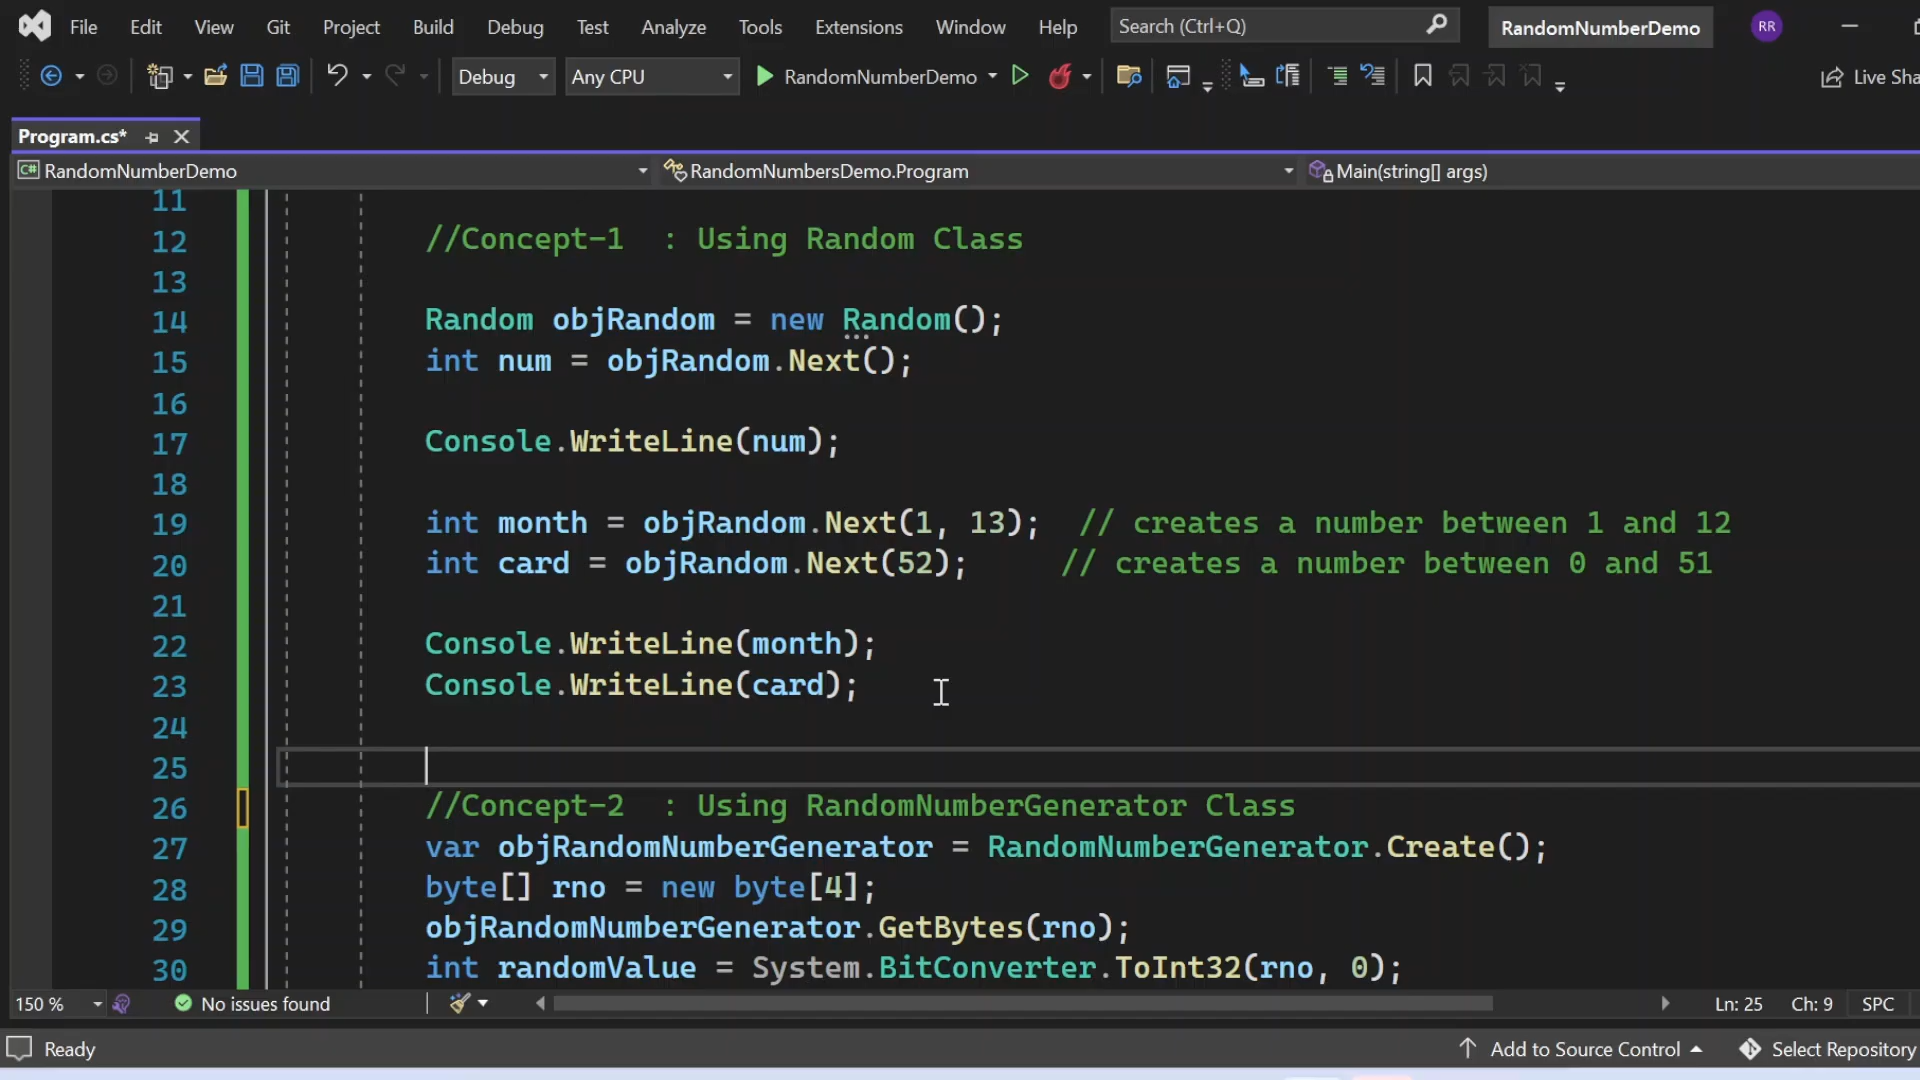 File Edit View Git Project Build Debug Test Analyze Tools Extensions Window Help Search (Ctrl+Q) RandomNumberDemo RR
Debug Any CPU RandomNumberDemo Live Sha
Program.cs*
C# RandomNumberDemo RandomNumbersDemo.Program Main(string[] args)
11
12 //Concept-1  : Using Random Class
13
14 Random objRandom = new Random();
15 int num = objRandom.Next();
16
17 Console.WriteLine(num);
18
19 int month = objRandom.Next(1, 13);  // creates a number between 1 and 12
20 int card = objRandom.Next(52);     // creates a number between 0 and 51
21
22 Console.WriteLine(month);
23 Console.WriteLine(card);
24
25
26 //Concept-2  : Using RandomNumberGenerator Class
27 var objRandomNumberGenerator = RandomNumberGenerator.Create();
28 byte[] rno = new byte[4];
29 objRandomNumberGenerator.GetBytes(rno);
30 int randomValue = System.BitConverter.ToInt32(rno, 0);
150 % No issues found Ln: 25 Ch: 9 SPC
Ready Add to Source Control Select Repository